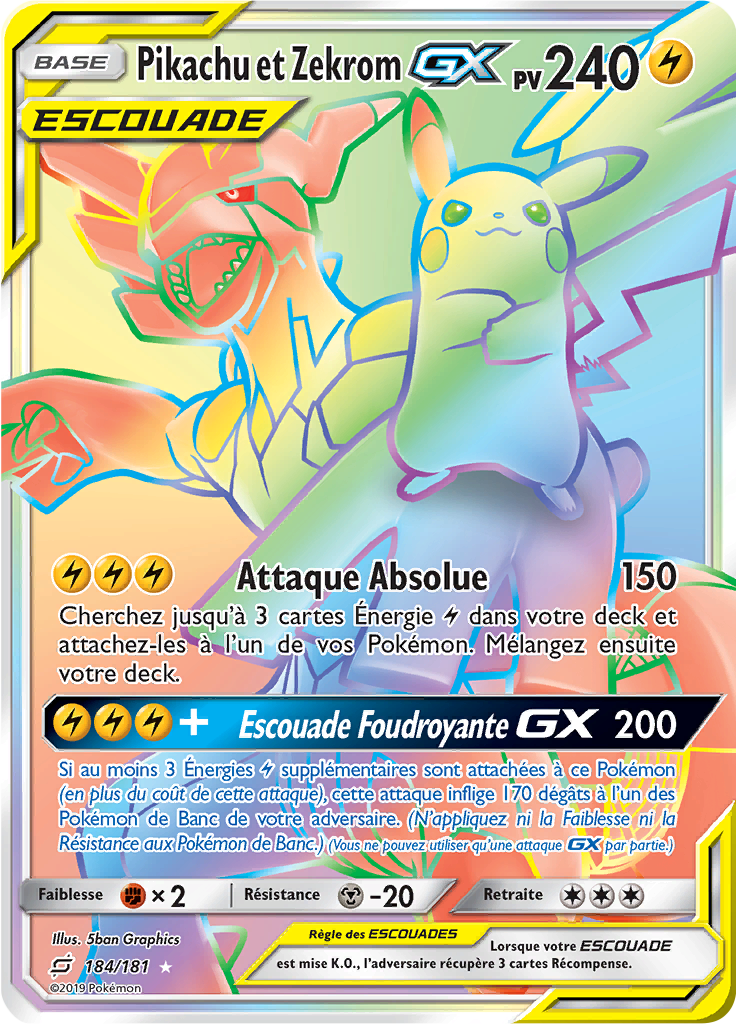 BASE Pikachu et Zekrom GX PV 240
ESCOUADE
Attaque Absolue 150
Cherchez jusqu'à 3 cartes Énergie dans votre deck et
attachez-les à l'un de vos Pokémon. Mélangez ensuite
votre deck.
+ Escouade Foudroyante GX 200
Si au moins 3 Énergies supplémentaires sont attachées à ce Pokémon
(en plus du coût de cette attaque), cette attaque inflige 170 dégâts à l'un des
Pokémon de Banc de votre adversaire. (N'appliquez ni la Faiblesse ni la
Résistance aux Pokémon de Banc.) (Vous ne pouvez utiliser qu'une attaque GX par partie.)
Faiblesse ×2 Résistance -20 Retraite
Illus. 5ban Graphics
184/181
©2019 Pokémon
Règle des ESCOUADES Lorsque votre ESCOUADE
est mise K.O., l'adversaire récupère 3 cartes Récompense.